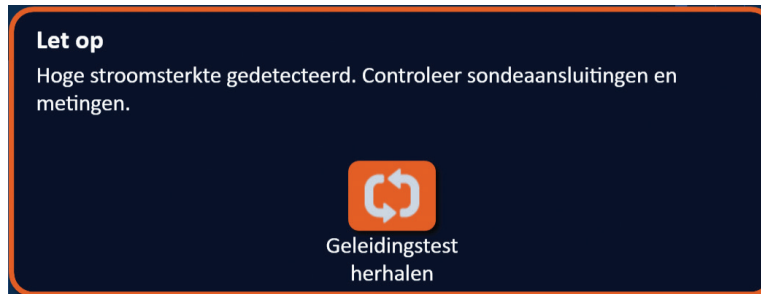 Let op
Hoge stroomsterkte gedetecteerd. Controleer sondeaansluitingen en
metingen.
Geleidingstest
herhalen